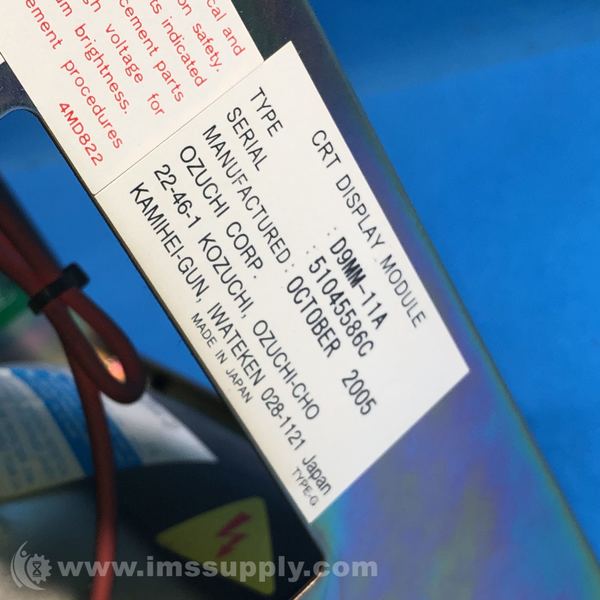 cal and
on safety.
ts indicated
cement parts
h voltage for
m brightness.
ement procedures
4MD822
CRT DISPLAY MODULE
TYPE : D9MM-11A
SERIAL : 51045586C
MANUFACTURED: OCTOBER 2005
OZUCHI CORP.
22-46-1 KOZUCHI, OZUCHI-CHO
KAMIHEI-GUN, IWATEKEN 028-1121 Japan
MADE IN JAPAN
TYPE-G
www.imssupply.com/